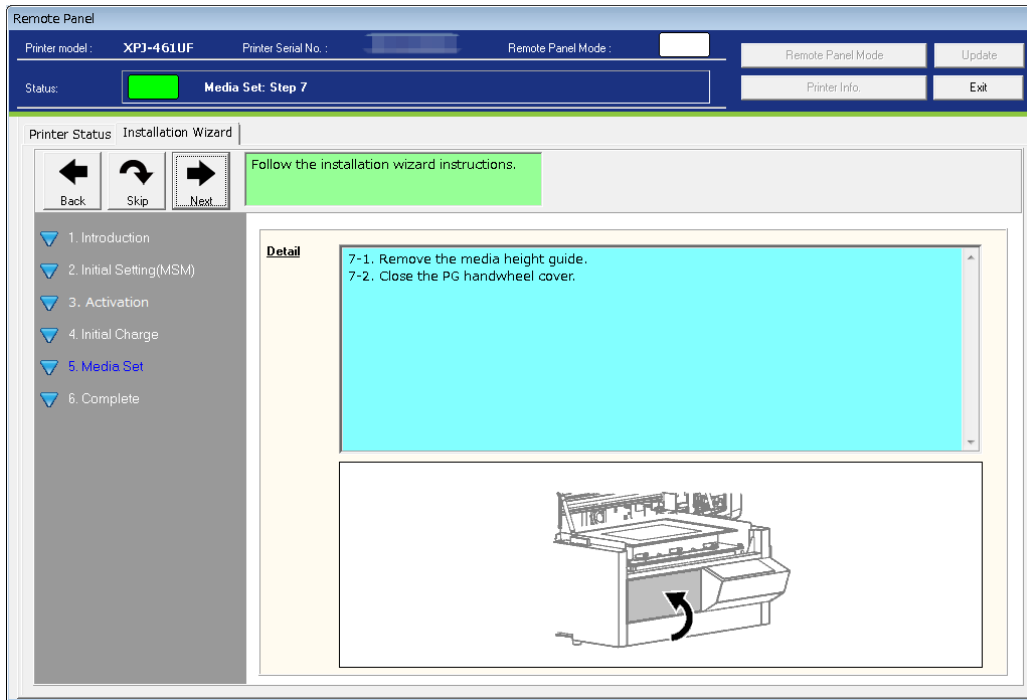 Remote Panel
Printer model : XPJ-461UF Printer Serial No. : Remote Panel Mode :
Remote Panel Mode Update
Status: Media Set: Step 7
Printer Info. Exit
Printer Status Installation Wizard
Back Skip Next
Follow the installation wizard instructions.
1. Introduction
2. Initial Setting(MSM)
3. Activation
4. Initial Charge
5. Media Set
6. Complete
Detail
7-1. Remove the media height guide.
7-2. Close the PG handwheel cover.